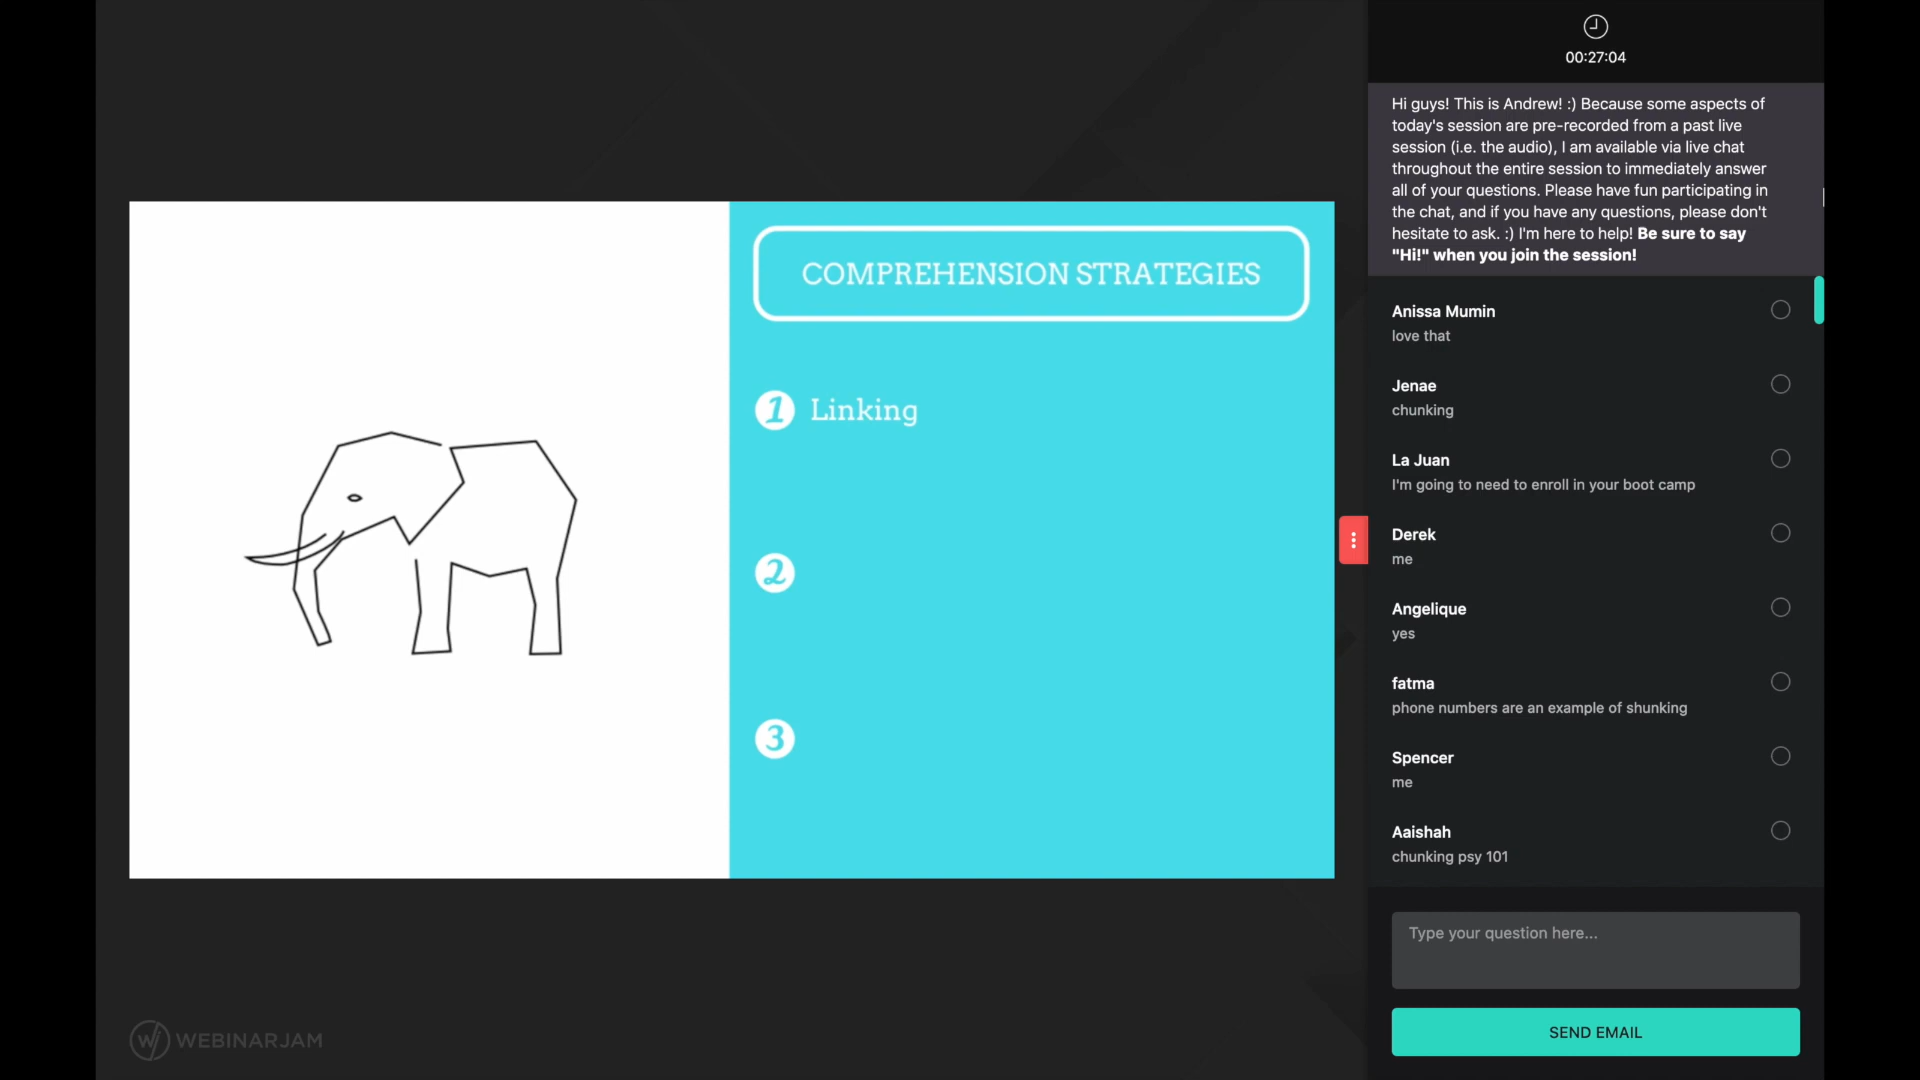 00:27:04
Hi guys! This is Andrew! :) Because some aspects of
today's session are pre-recorded from a past live
session (i.e. the audio), I am available via live chat
throughout the entire session to immediately answer
all of your questions. Please have fun participating in
the chat, and if you have any questions, please don't
hesitate to ask. :) I'm here to help! Be sure to say
"Hi!" when you join the session!
COMPREHENSION STRATEGIES
1 Linking
2
3
Anissa Mumin
love that
Jenae
chunking
La Juan
I'm going to need to enroll in your boot camp
Derek
me
Angelique
yes
fatma
phone numbers are an example of shunking
Spencer
me
Aaishah
chunking psy 101
Type your question here...
SEND EMAIL
WEBINARJAM